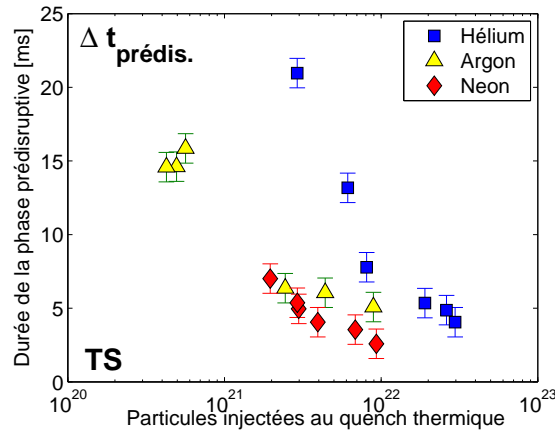 Δ t prédis.
Hélium
Argon
Neon
25
20
15
10
5
0
Durée de la phase prédisruptive [ms]
TS
10^20
10^21
10^22
10^23
Particules injectées au quench thermique